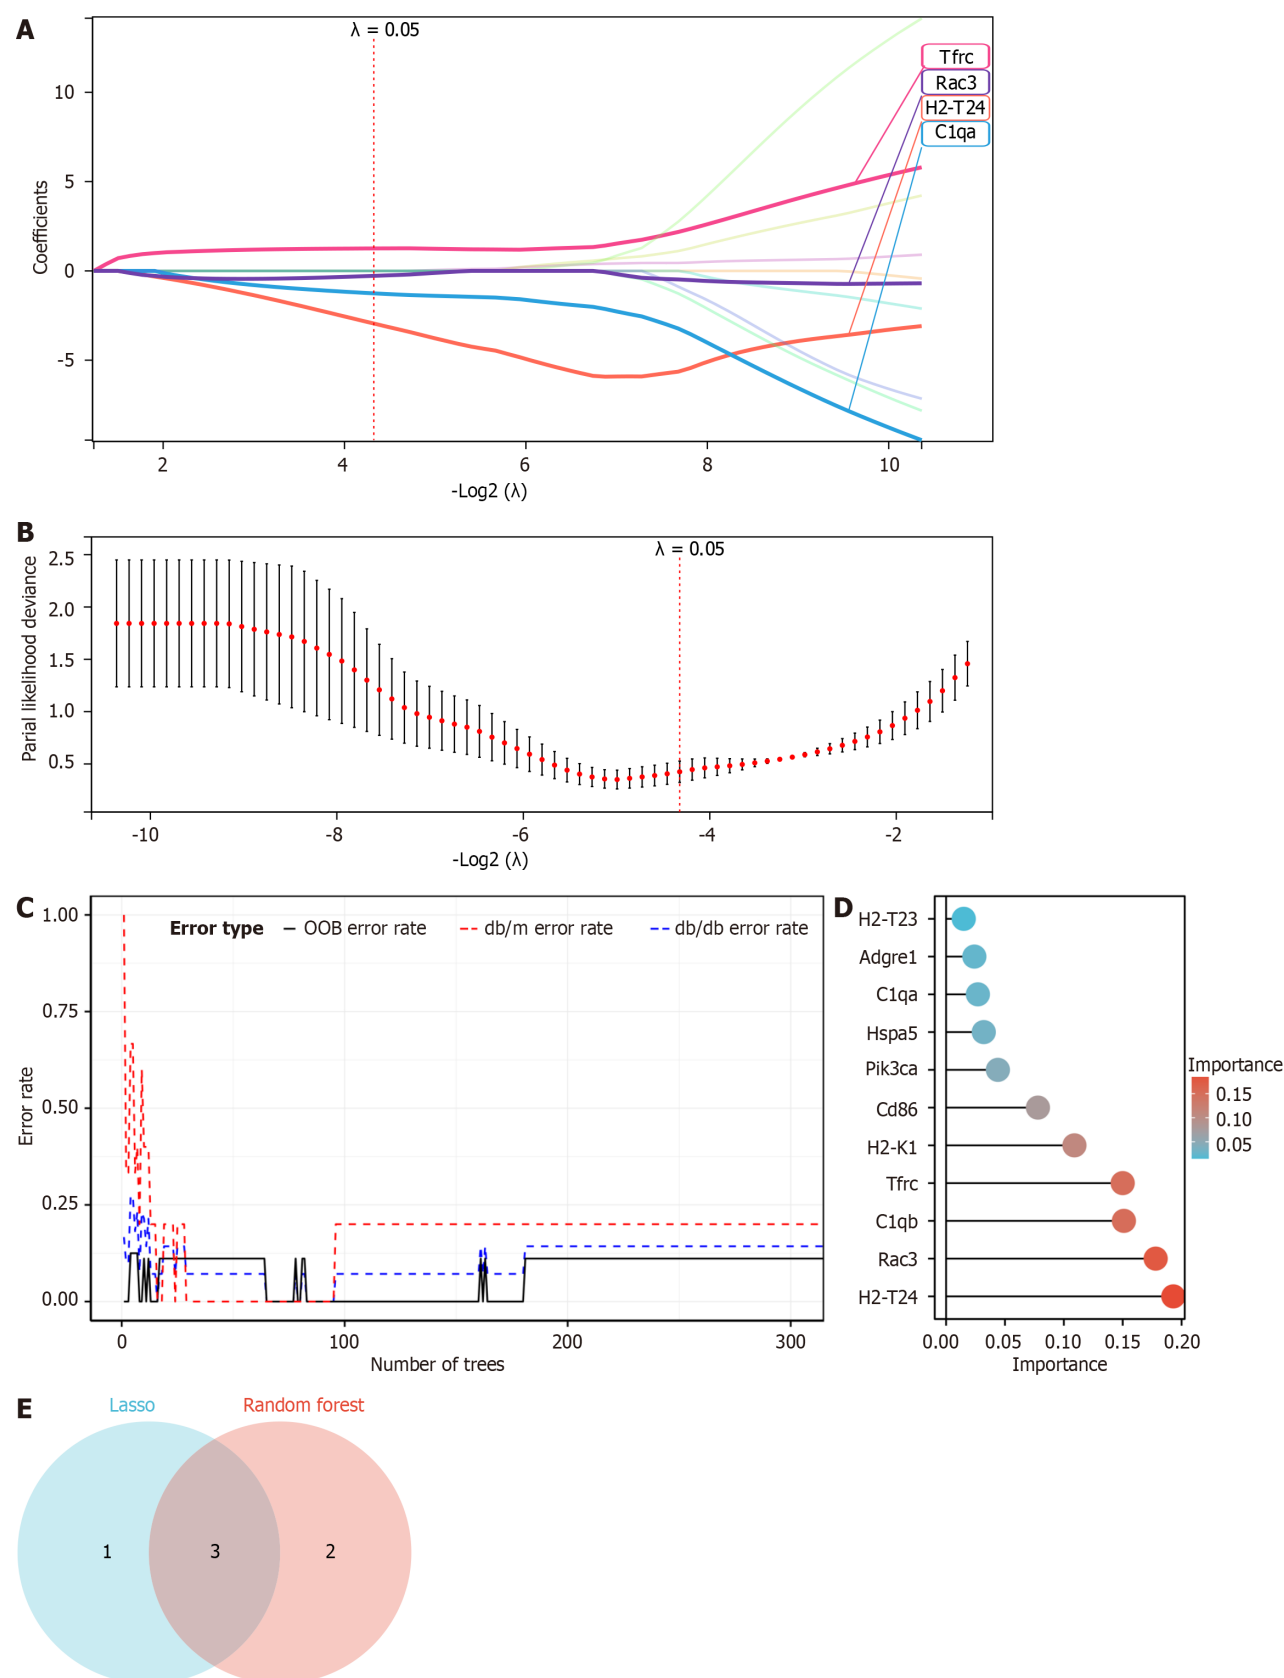 A
λ = 0.05
Tfrc
Rac3
H2-T24
C1qa
10
5
0
-5
Coefficients
2 4 6 8 10
-Log2 (λ)
B
λ = 0.05
2.5
2.0
1.5
1.0
0.5
Parial likelihood deviance
-10 -8 -6 -4 -2
-Log2 (λ)
C
Error type OOB error rate db/m error rate db/db error rate
1.00
0.75
0.50
0.25
0.00
Error rate
0 100 200 300
Number of trees
D
H2-T23
Adgre1
C1qa
Hspa5
Pik3ca
Cd86
H2-K1
Tfrc
C1qb
Rac3
H2-T24
0.00 0.05 0.10 0.15 0.20
Importance
Importance
0.15
0.10
0.05
E
Lasso Random forest
1 3 2